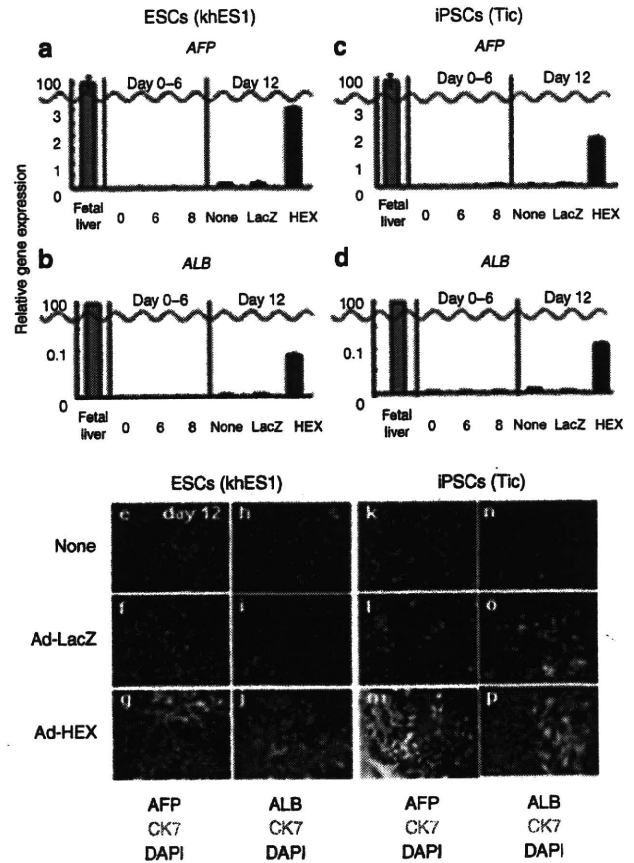 ESCs (khES1) iPSCs (Tic)
a AFP c AFP
Relative gene expression
100 Day 0–6 Day 12 100 Day 0–6 Day 12
3 3
2 2
1 1
0 0
Fetal liver 0 6 8 None LacZ HEX Fetal liver 0 6 8 None LacZ HEX
b ALB d ALB
100 Day 0–6 Day 12 100 Day 0–6 Day 12
0.1 0.1
0 0
Fetal liver 0 6 8 None LacZ HEX Fetal liver 0 6 8 None LacZ HEX
ESCs (khES1) iPSCs (Tic)
None e day 12 h k n
Ad-LacZ f i l o
Ad-HEX g j m p
AFP ALB AFP ALB
CK7 CK7 CK7 CK7
DAPI DAPI DAPI DAPI